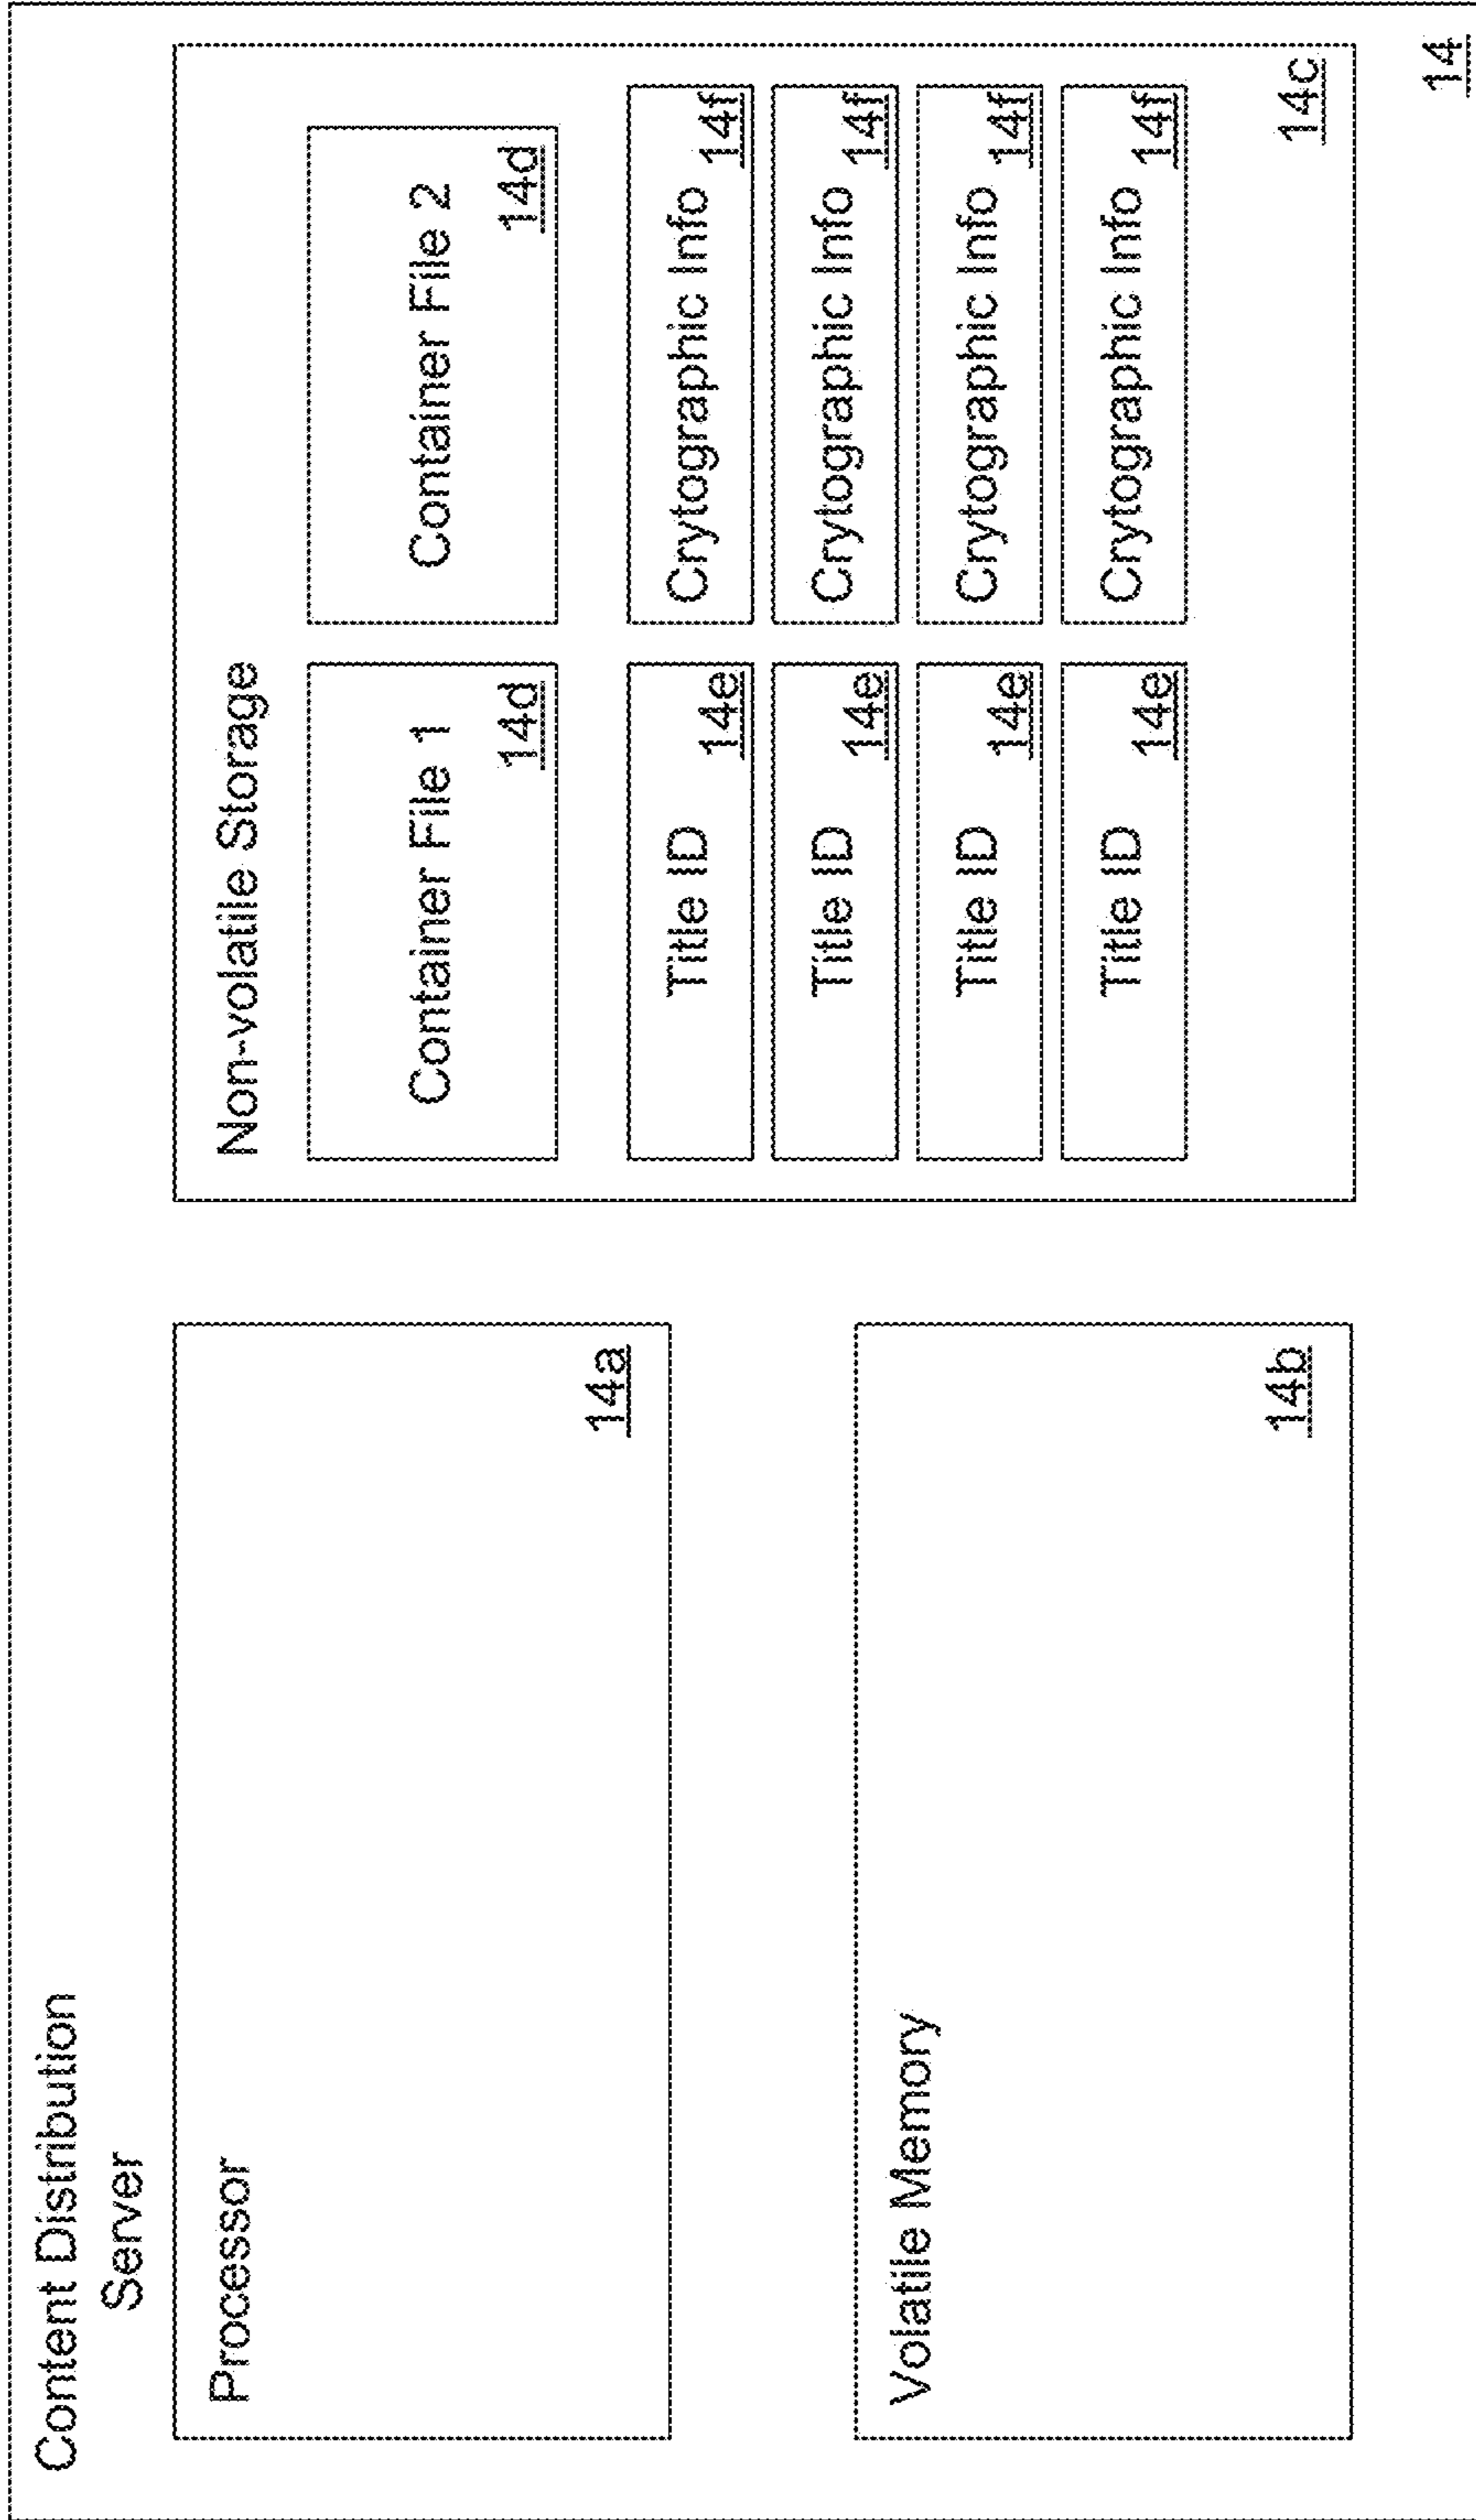 Content Distribution
Server
Processor
14a
Volatile Memory
14b
Non-volatile Storage
Container File 1
14d
Container File 2
14d
Title ID
14e
Crytographic Info
14f
Title ID
14e
Crytographic Info
14f
Title ID
14e
Crytographic Info
14f
Title ID
14e
Crytographic Info
14f
14c
14